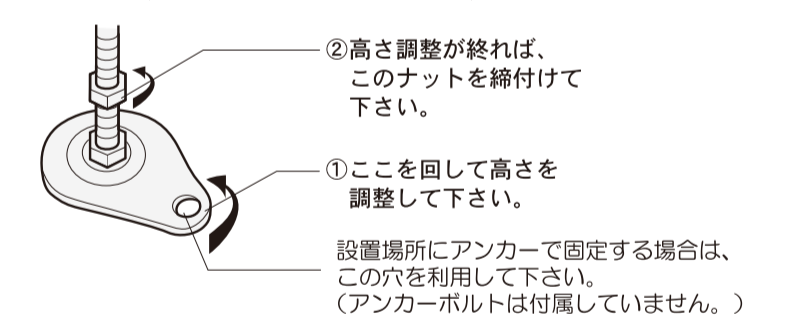 ②高さ調整が終れば、
このナットを締付けて
下さい。
①ここを回して高さを
調整して下さい。
設置場所にアンカーで固定する場合は、
この穴を利用して下さい。
（アンカーボルトは付属していません。）